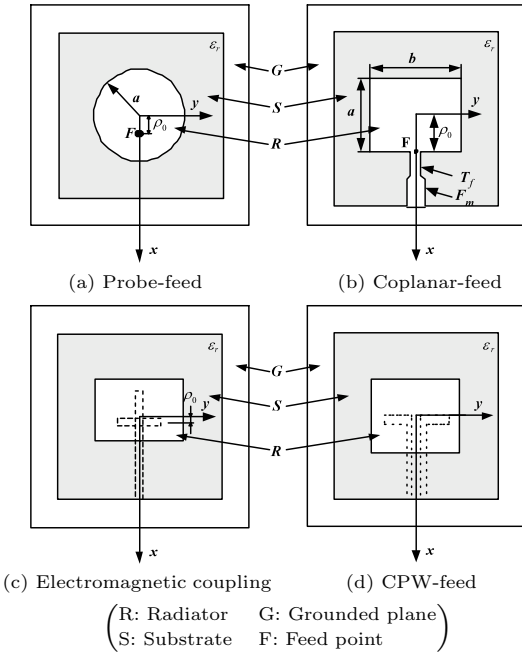 ε_r
a
y
F
ρ_0
x
G
S
R
ε_r
b
a
y
ρ_0
F
T_f
F_m
x
(a) Probe-feed (b) Coplanar-feed
ε_r
ρ_0
y
x
G
S
R
ε_r
y
x
(c) Electromagnetic coupling (d) CPW-feed
(R: Radiator G: Grounded plane
S: Substrate F: Feed point)